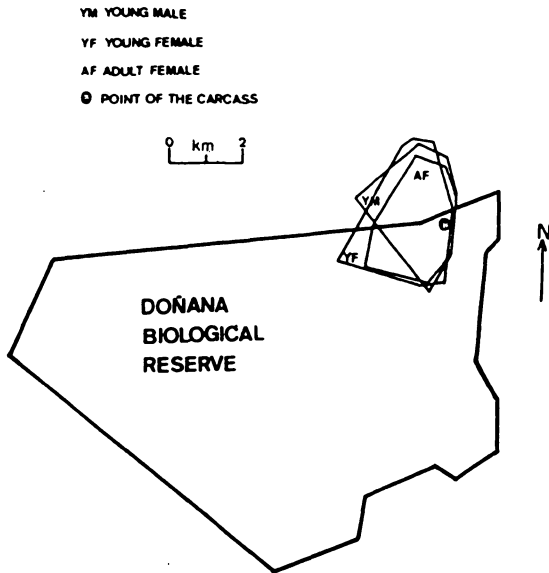 YM YOUNG MALE
YF YOUNG FEMALE
AF ADULT FEMALE
POINT OF THE CARCASS
0 km 2
AF
YM
N
YF
DOÑANA
BIOLOGICAL
RESERVE